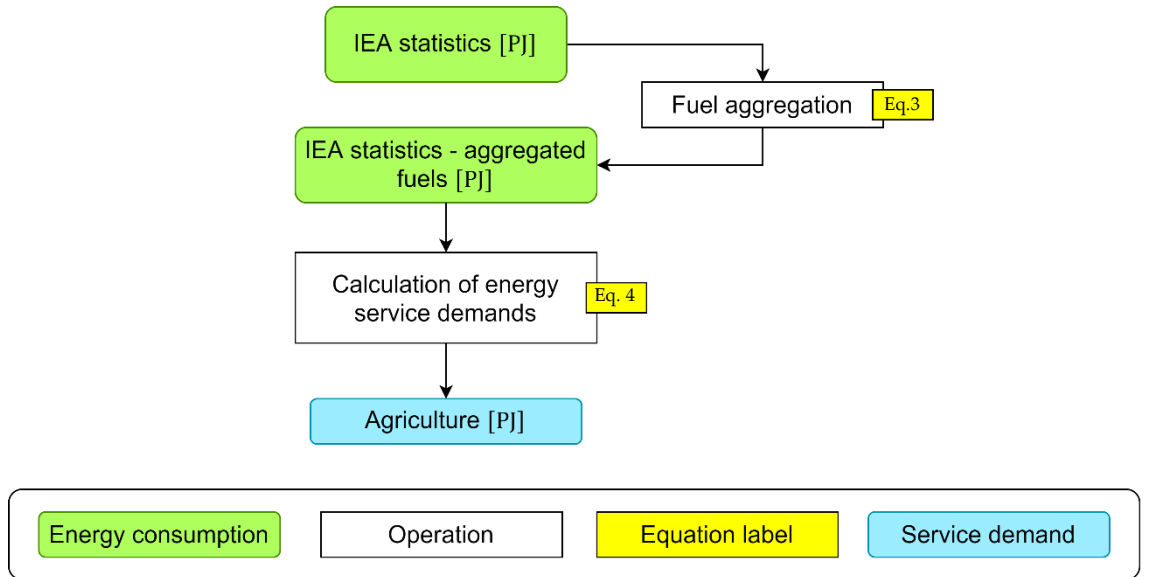 IEA statistics [PJ]
Fuel aggregation
Eq.3
IEA statistics - aggregated
fuels [PJ]
Calculation of energy
service demands
Eq. 4
Agriculture [PJ]
Energy consumption
Operation
Equation label
Service demand